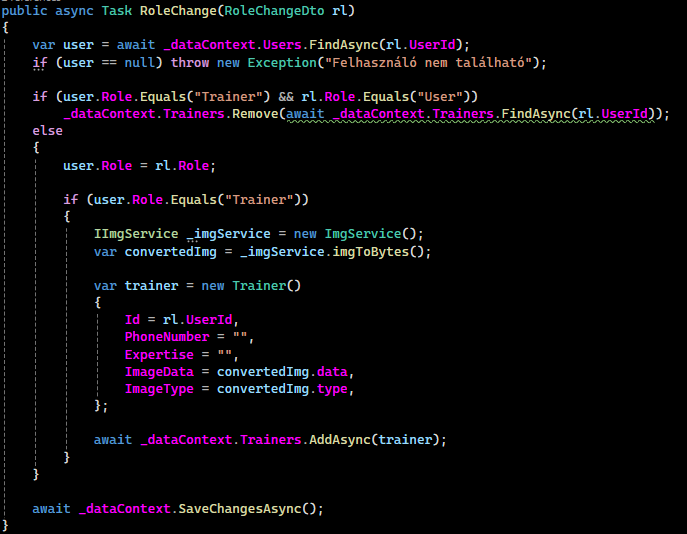 public async Task RoleChange(RoleChangeDto rl)
{
var user = await _dataContext.Users.FindAsync(rl.UserId);
if (user == null) throw new Exception("Felhasználó nem található");
if (user.Role.Equals("Trainer") && rl.Role.Equals("User"))
_dataContext.Trainers.Remove(await _dataContext.Trainers.FindAsync(rl.UserId));
else
{
user.Role = rl.Role;
if (user.Role.Equals("Trainer"))
{
IImgService _imgService = new ImgService();
var convertedImg = _imgService.imgToBytes();
var trainer = new Trainer()
{
Id = rl.UserId,
PhoneNumber = "",
Expertise = "",
ImageData = convertedImg.data,
ImageType = convertedImg.type,
};
await _dataContext.Trainers.AddAsync(trainer);
}
}
await _dataContext.SaveChangesAsync();
}